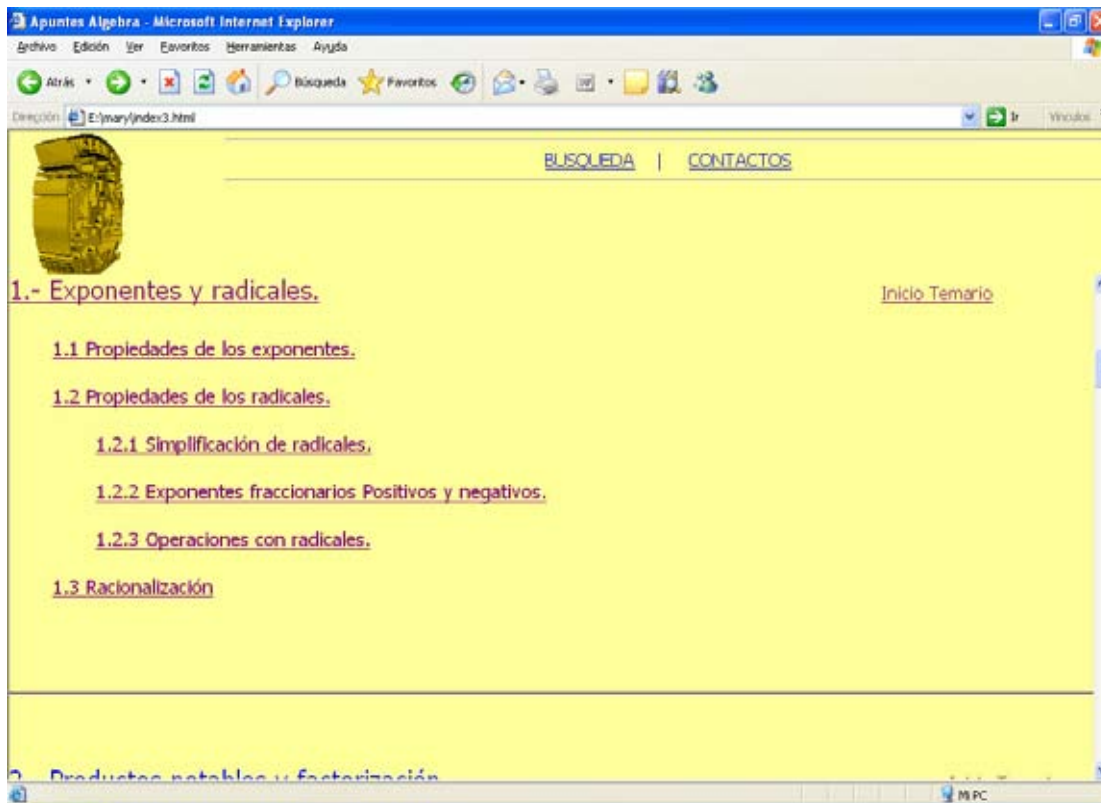 Apuntes Algebra - Microsoft Internet Explorer
Archivo Edición Ver Favoritos Herramientas Ayuda
Atrás Búsqueda Favoritos
Dirección E:\mary\index3.html Ir Vínculos
BUSQUEDA | CONTACTOS
1.- Exponentes y radicales. Inicio Temario
1.1 Propiedades de los exponentes.
1.2 Propiedades de los radicales.
1.2.1 Simplificación de radicales.
1.2.2 Exponentes fraccionarios Positivos y negativos.
1.2.3 Operaciones con radicales.
1.3 Racionalización
Productos notables y factorización
Mi PC